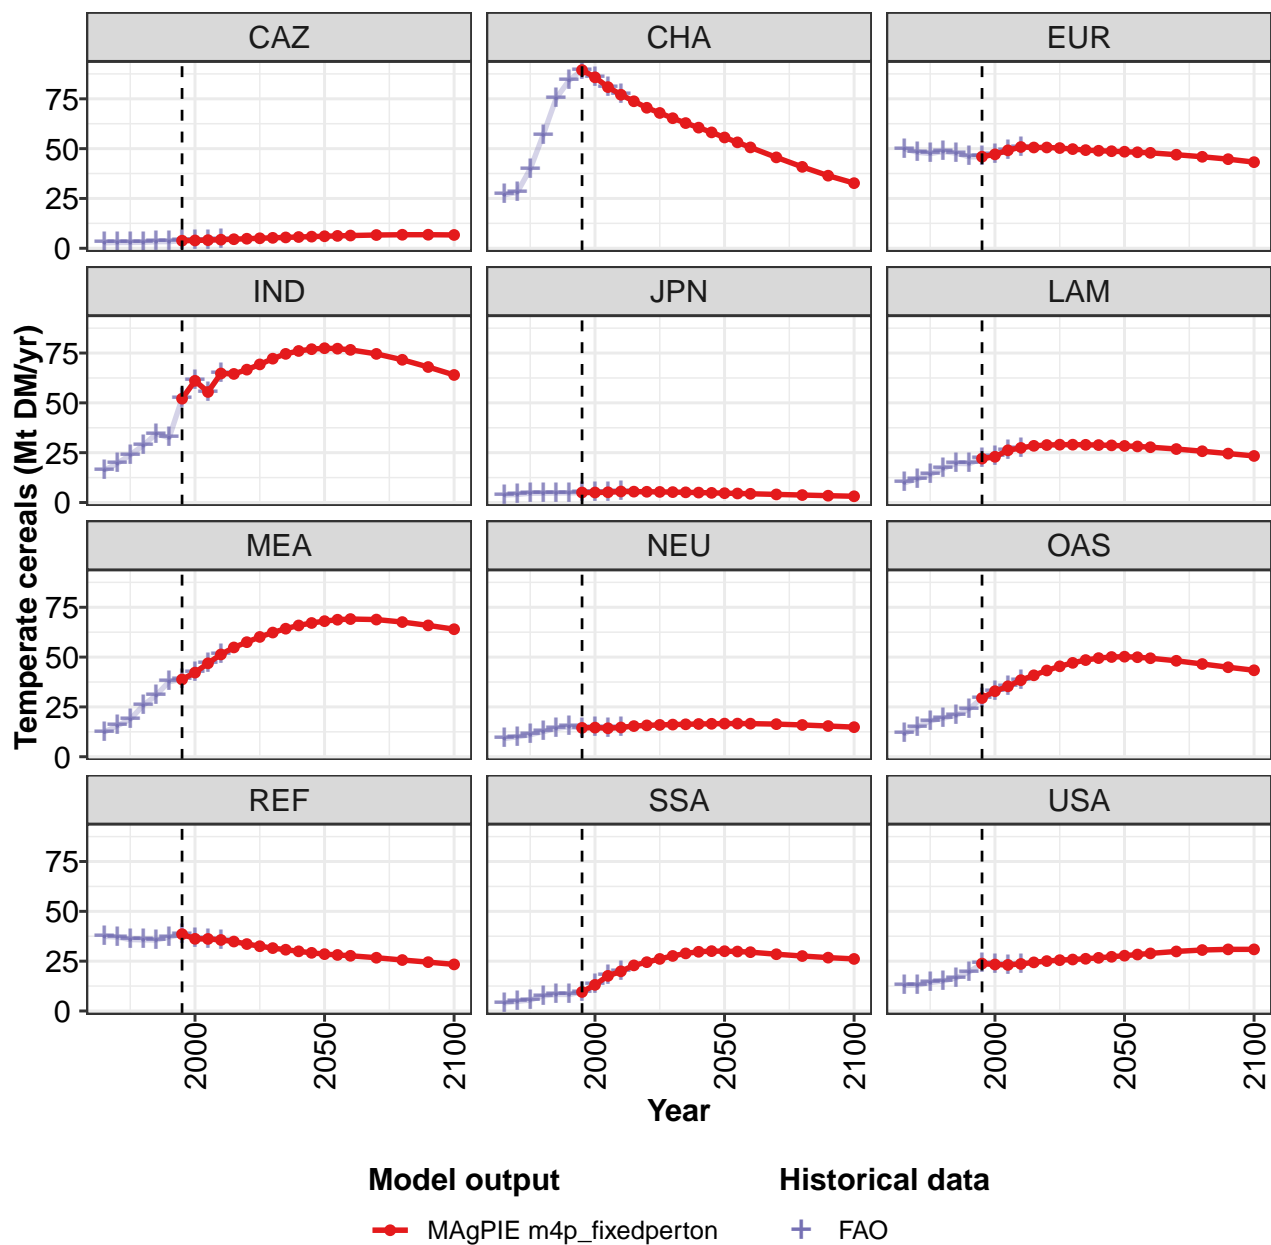 CAZ CHA EUR
75
50
25
0
IND JPN LAM
75
50
25
0
MEA NEU OAS
75
50
25
0
REF SSA USA
75
50
25
0
Temperate cereals (Mt DM/yr)
2000 2050 2100 2000 2050 2100 2000 2050 2100
Year
Model output Historical data
MAgPIE m4p_fixedperton FAO